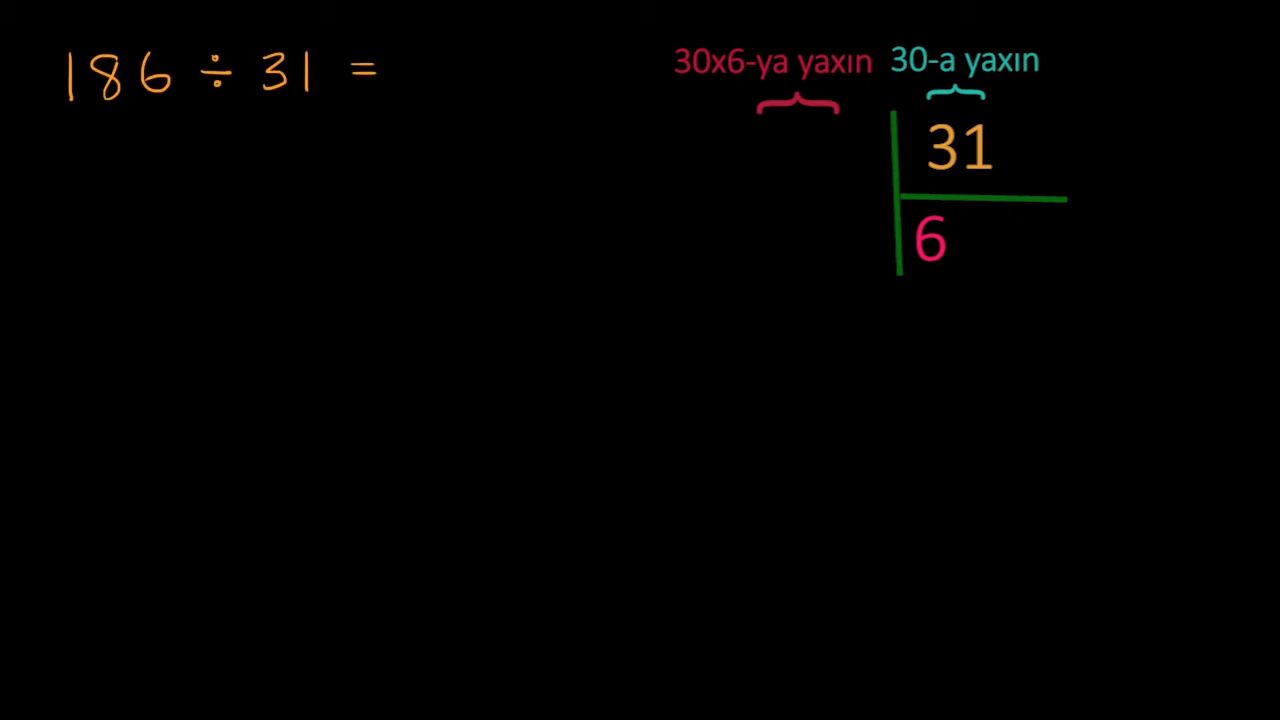 186 ÷ 31 =
30x6-ya yaxın 30-a yaxın
31
6